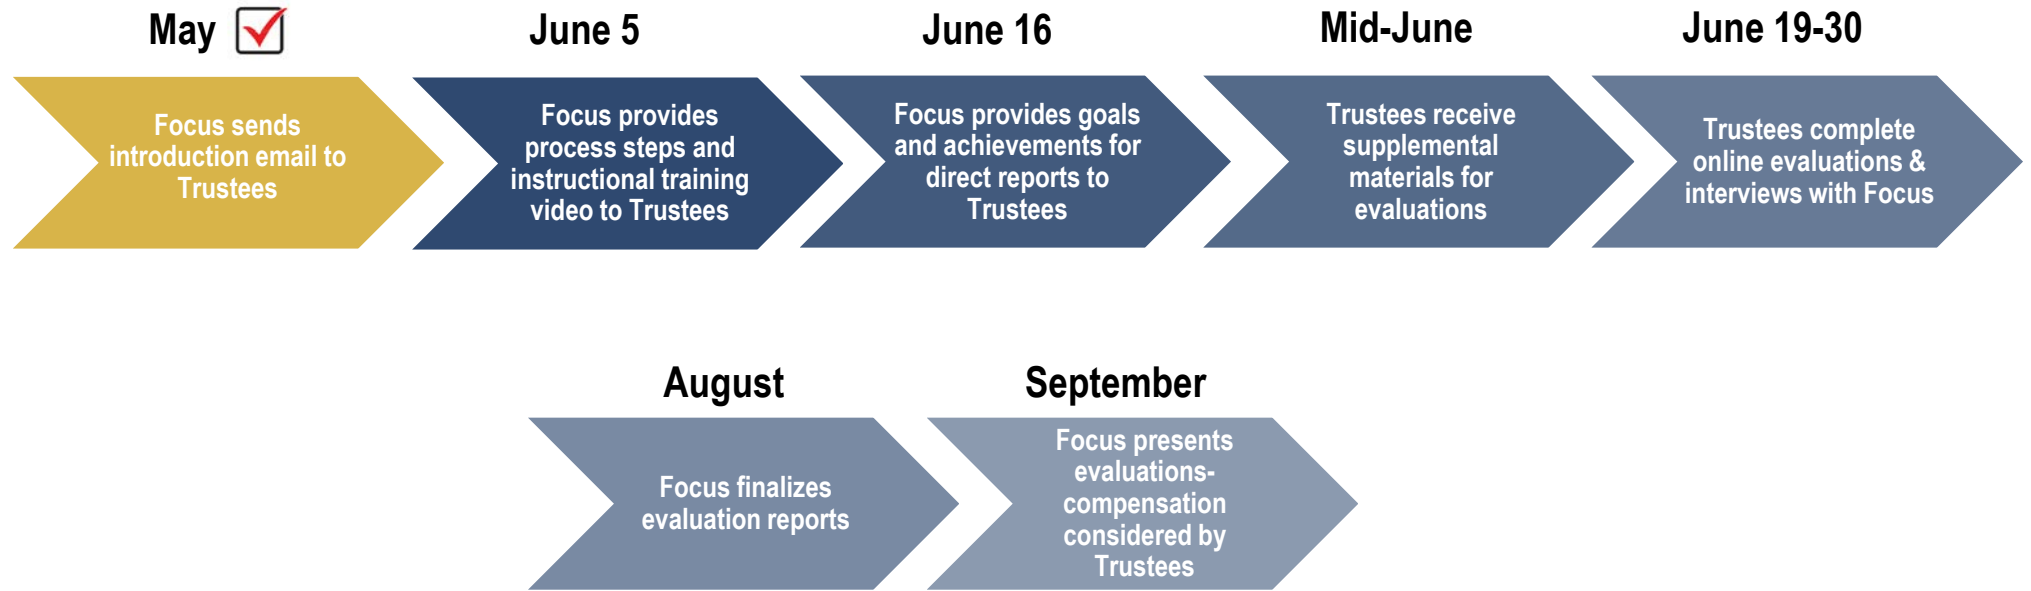 May
Focus sends
introduction email to
Trustees
June 5
Focus provides
process steps and
instructional training
video to Trustees
June 16
Focus provides goals
and achievements for
direct reports to
Trustees
Mid-June
Trustees receive
supplemental
materials for
evaluations
June 19-30
Trustees complete
online evaluations &
interviews with Focus
August
Focus finalizes
evaluation reports
September
Focus presents
evaluations-
compensation
considered by
Trustees